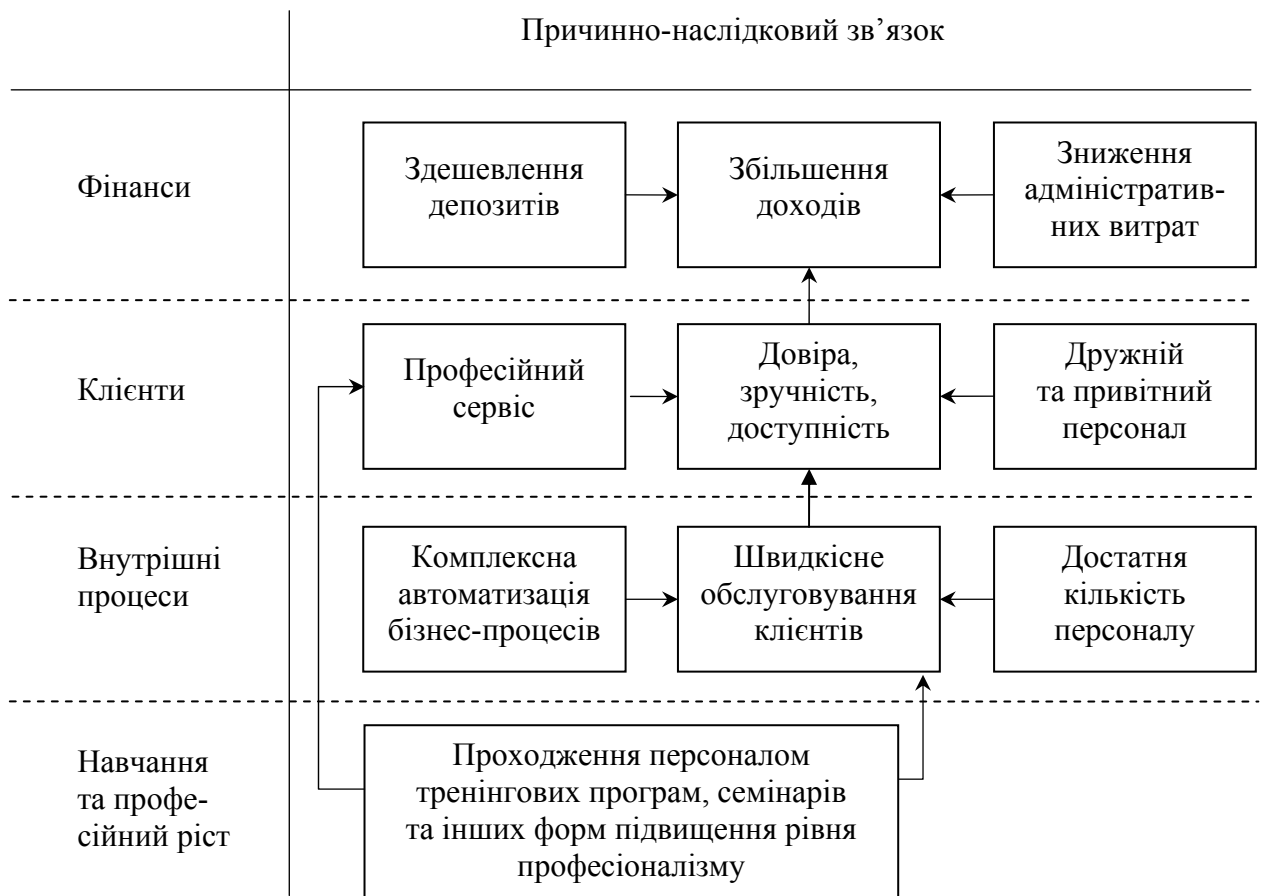 Причинно-наслідковий зв’язок
Фінанси
Здешевлення
депозитів
Збільшення
доходів
Зниження
адміністратив-
них витрат
Клієнти
Професійний
сервіс
Довіра,
зручність,
доступність
Дружній
та привітний
персонал
Внутрішні
процеси
Комплексна
автоматизація
бізнес-процесів
Швидкісне
обслуговування
клієнтів
Достатня
кількість
персоналу
Навчання
та профе-
сійний ріст
Проходження персоналом
тренінгових програм, семінарів
та інших форм підвищення рівня
професіоналізму